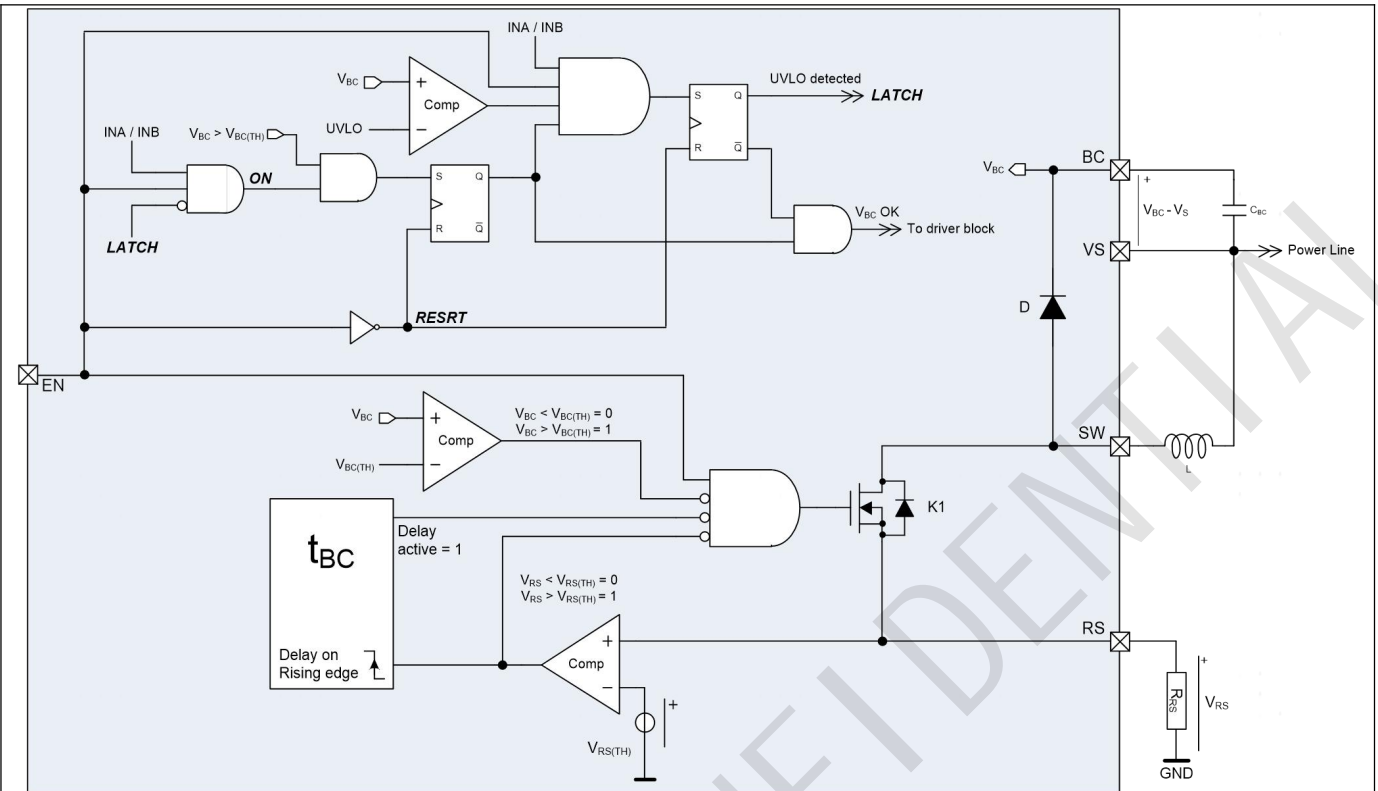 INA / INB
VBC
+
Comp
UVLO
−
UVLO detected
LATCH
S Q
R Q̅
INA / INB
VBC > VBC(TH)
ON
LATCH
S Q
R Q̅
VBC OK
To driver block
RESRT
EN
VBC
BC
+
VBC - VS
CBC
VS
Power Line
D
SW
L
VBC
+
Comp
VBC(TH)
−
VBC < VBC(TH) = 0
VBC > VBC(TH) = 1
K1
tBC
Delay
active = 1
Delay on
Rising edge
VRS < VRS(TH) = 0
VRS > VRS(TH) = 1
+
Comp
−
+
VRS(TH)
RS
RRS
+
VRS
GND